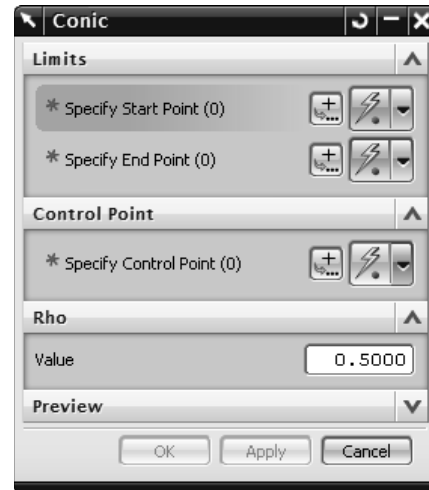 Conic
Limits
* Specify Start Point (0)
* Specify End Point (0)
Control Point
* Specify Control Point (0)
Rho
Value 0.5000
Preview
OK Apply Cancel